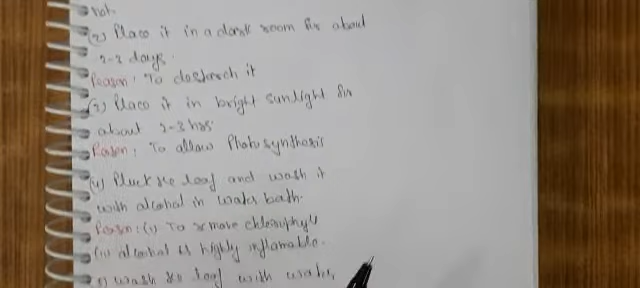 (2) Place it in a dark room for about
2-3 days.
Reason: To destarch it
(3) Place it in bright sunlight for
about 2-3 hrs.
Reason: To allow Photosynthesis
(4) Pluck the leaf and wash it
with alcohol in water bath.
Reason: (i) To remove chlorophyll
(ii) alcohol is highly inflamable.
wash the leaf with water,